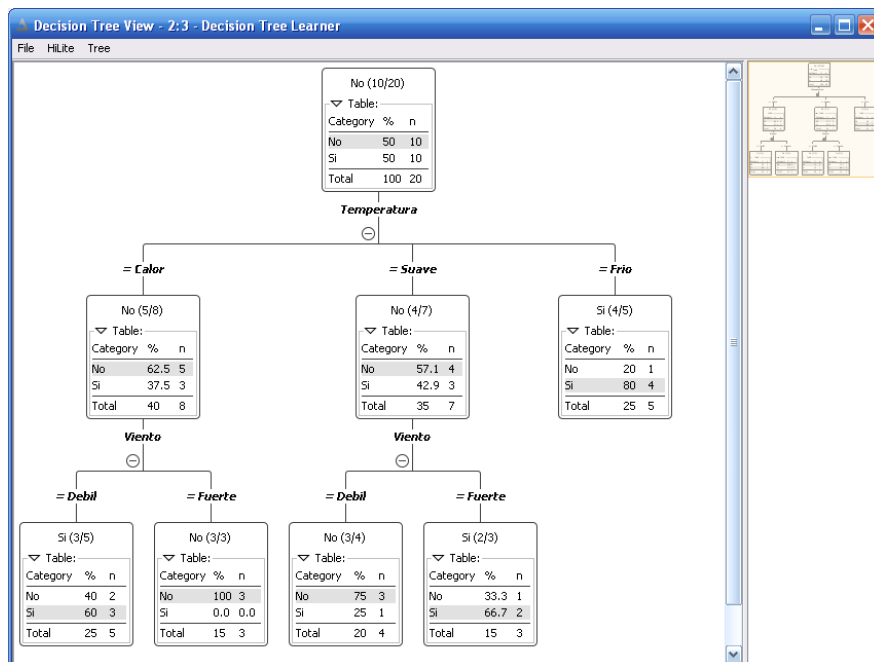 Decision Tree View - 2:3 - Decision Tree Learner
File HiLite Tree
No (10/20)
Table:
Category % n
No 50 10
Si 50 10
Total 100 20
Temperatura
= Calor
= Suave
= Frio
No (5/8)
Table:
Category % n
No 62.5 5
Si 37.5 3
Total 40 8
No (4/7)
Table:
Category % n
No 57.1 4
Si 42.9 3
Total 35 7
Si (4/5)
Table:
Category % n
No 20 1
Si 80 4
Total 25 5
Viento
Viento
= Debil
= Fuerte
= Debil
= Fuerte
Si (3/5)
Table:
Category % n
No 40 2
Si 60 3
Total 25 5
No (3/3)
Table:
Category % n
No 100 3
Si 0.0 0.0
Total 15 3
No (3/4)
Table:
Category % n
No 75 3
Si 25 1
Total 20 4
Si (2/3)
Table:
Category % n
No 33.3 1
Si 66.7 2
Total 15 3